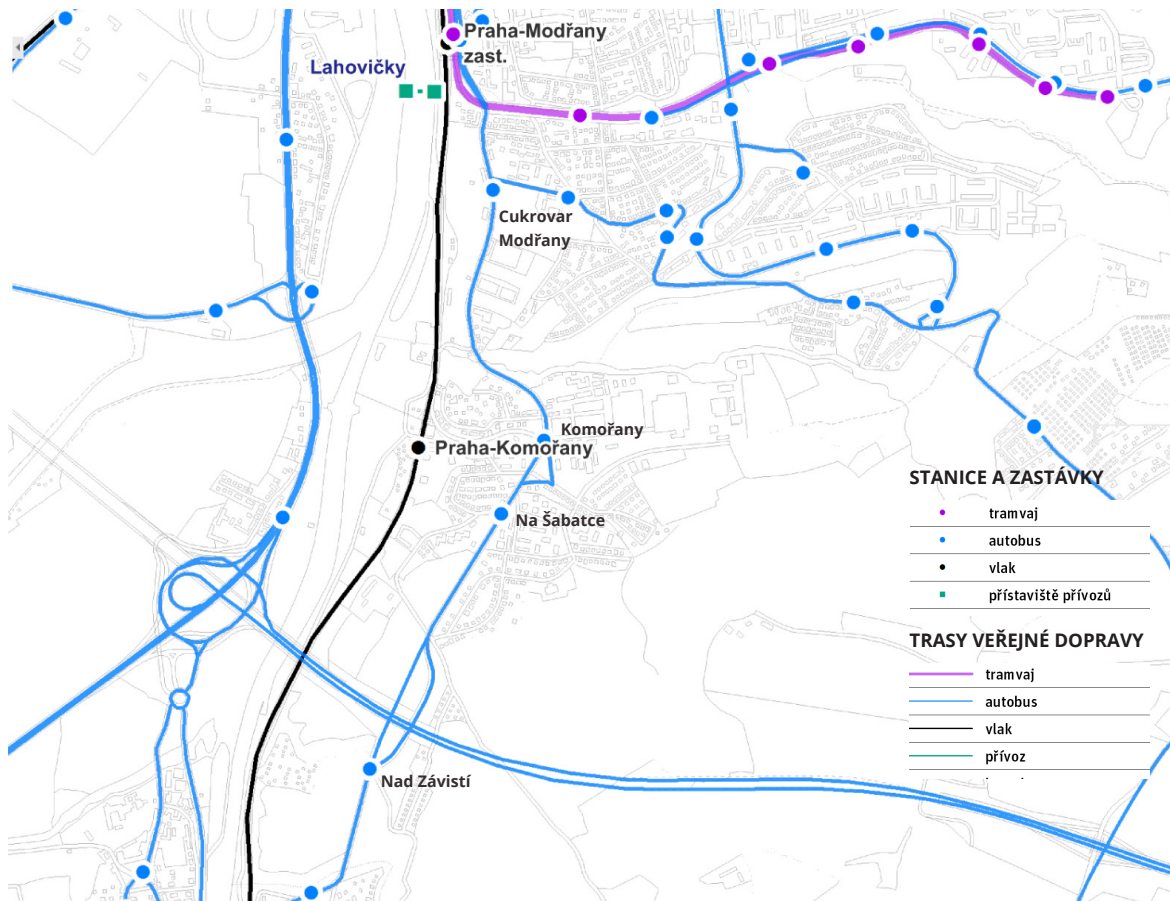 Praha-Modřany
zast.
Lahovičky
Cukrovar
Modřany
Komořany
Praha-Komořany
Na Šabatce
Nad Závistí
STANICE A ZASTÁVKY
tramvaj
autobus
vlak
přístaviště přívozů
TRASY VEŘEJNÉ DOPRAVY
tramvaj
autobus
vlak
přívoz